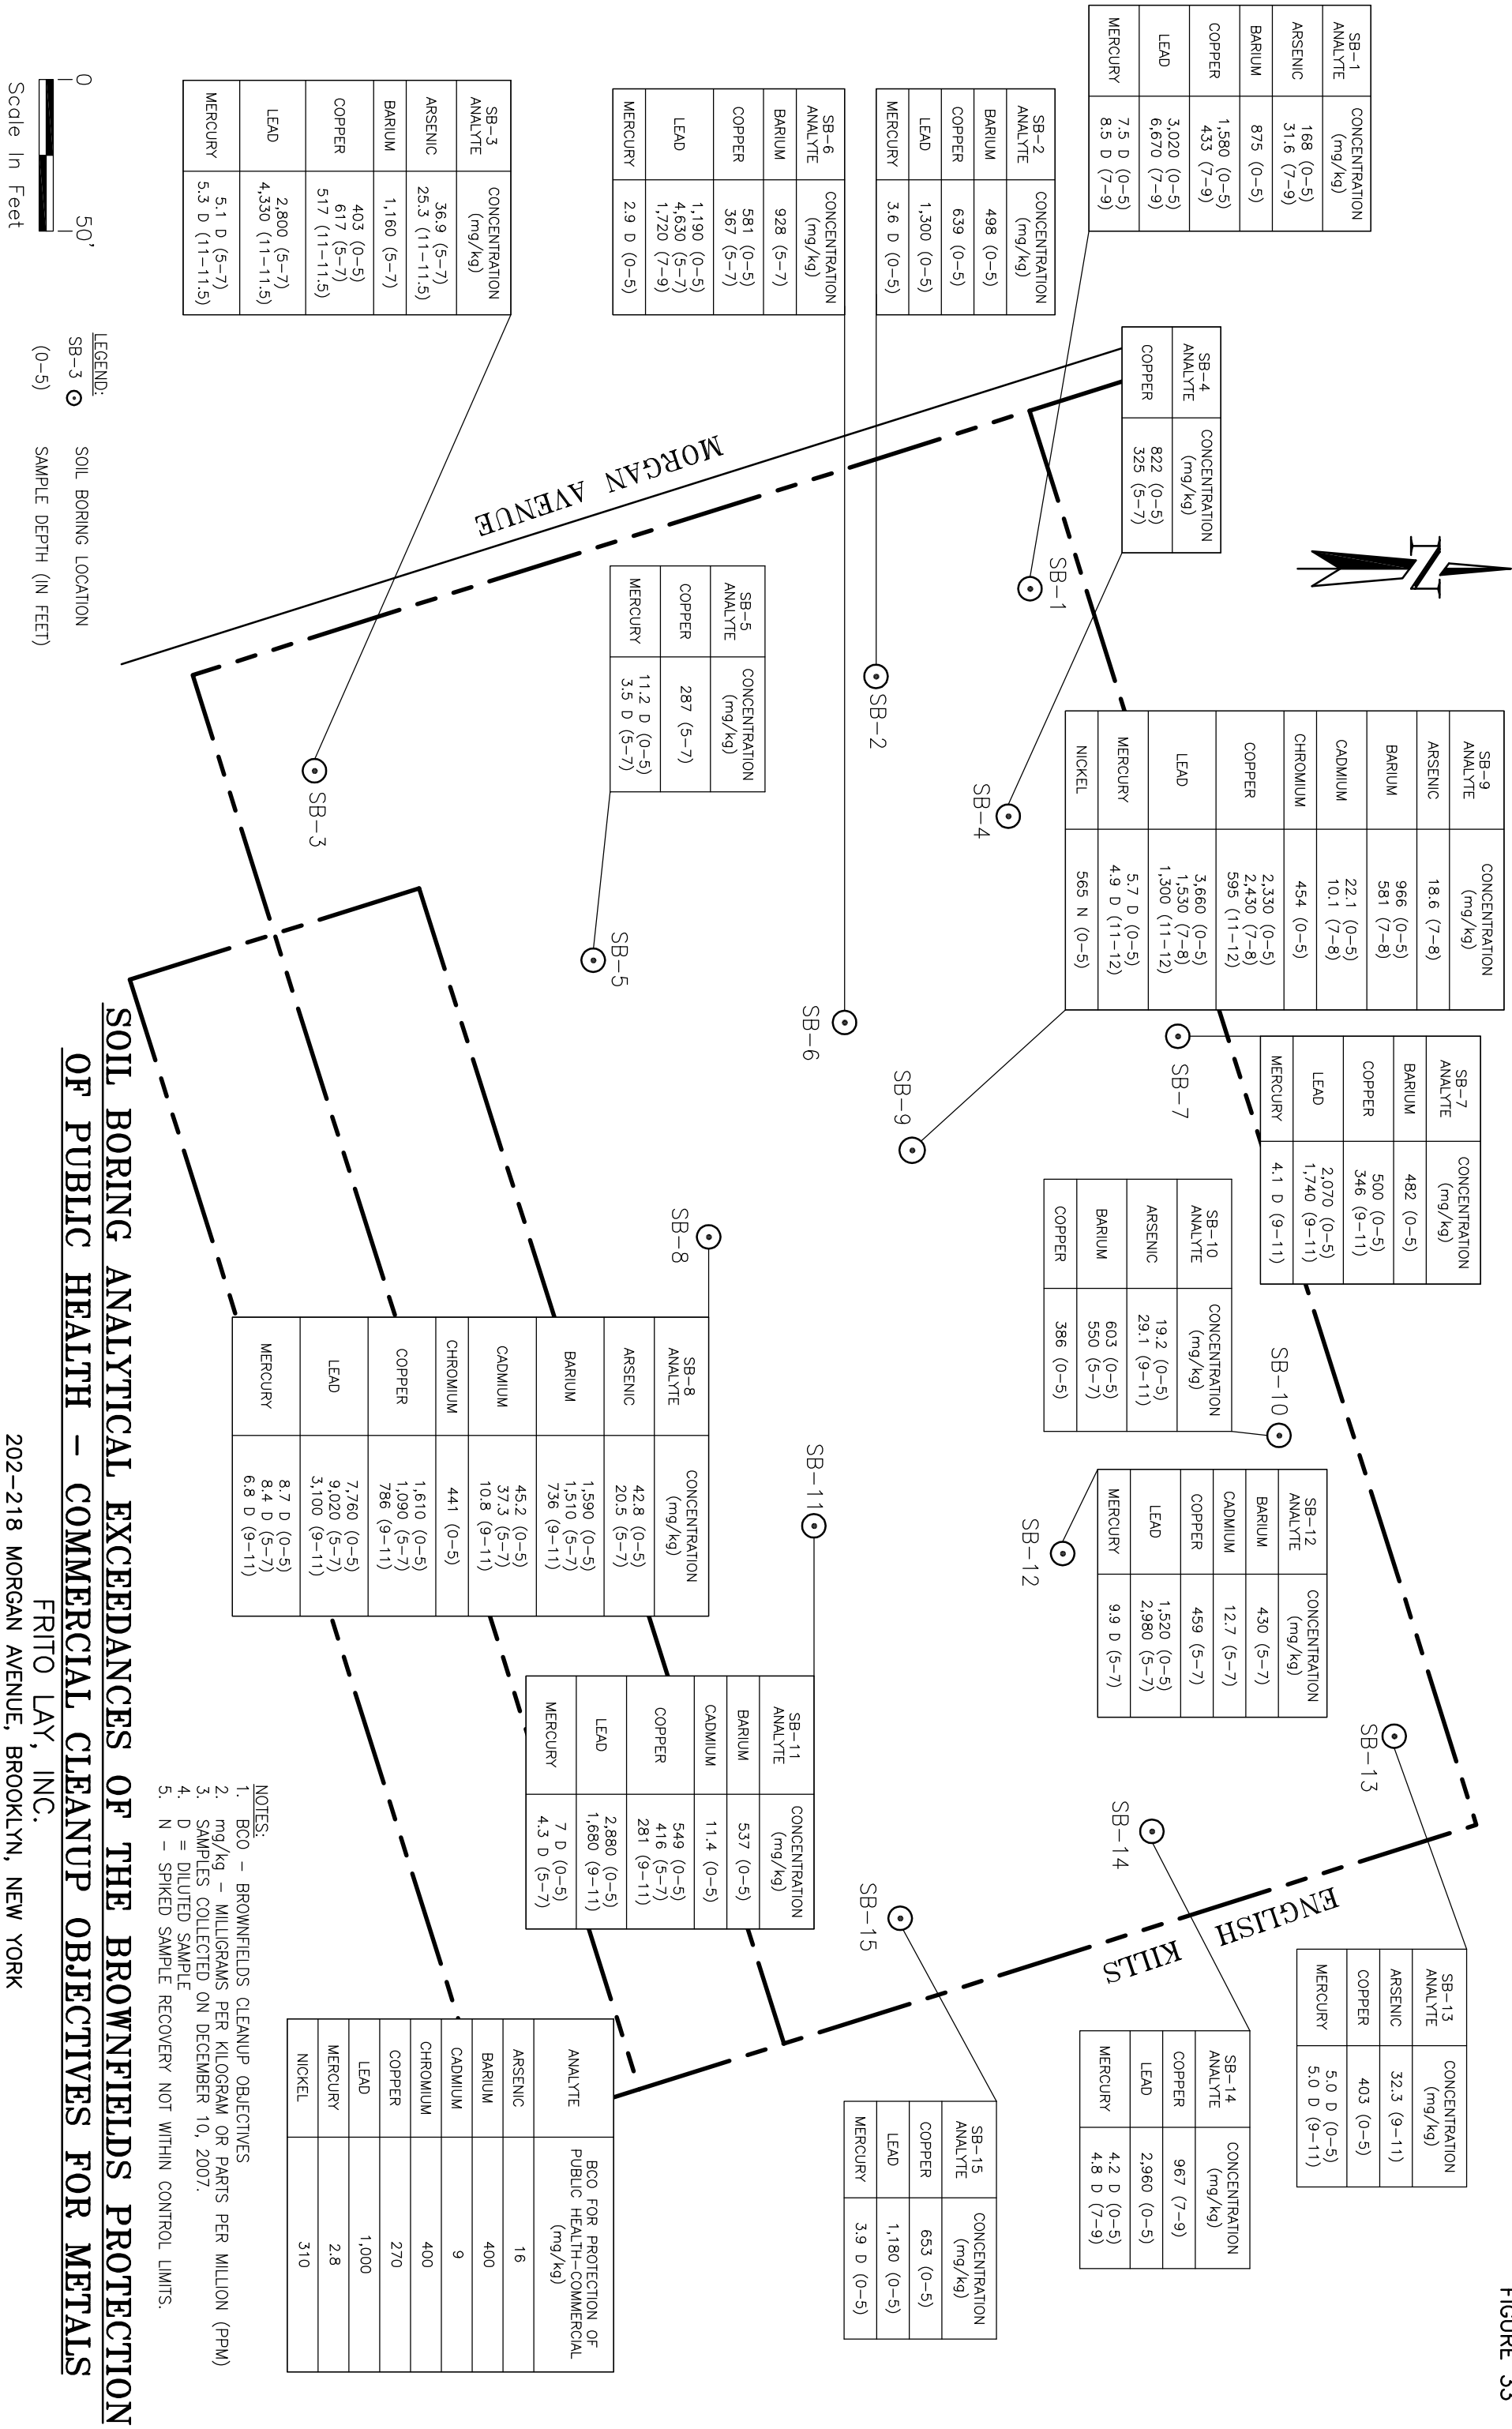 FIGURE 33
SB-1
ANALYTE
CONCENTRATION
(mg/kg)
ARSENIC
168 (0-5)
31.6 (7-9)
BARIUM
875 (0-5)
COPPER
1,580 (0-5)
433 (7-9)
LEAD
3,020 (0-5)
6,670 (7-9)
MERCURY
7.5 D (0-5)
8.5 D (7-9)
SB-4
ANALYTE
CONCENTRATION
(mg/kg)
COPPER
822 (0-5)
325 (5-7)
SB-9
ANALYTE
CONCENTRATION
(mg/kg)
ARSENIC
18.6 (7-8)
BARIUM
966 (0-5)
581 (7-8)
CADMIUM
22.1 (0-5)
10.1 (7-8)
CHROMIUM
454 (0-5)
COPPER
2,330 (0-5)
2,430 (7-8)
595 (11-12)
LEAD
3,660 (0-5)
1,530 (7-8)
1,300 (11-12)
MERCURY
5.7 D (0-5)
4.9 D (11-12)
NICKEL
565 N (0-5)
SB-7
ANALYTE
CONCENTRATION
(mg/kg)
BARIUM
482 (0-5)
COPPER
500 (0-5)
346 (9-11)
LEAD
2,070 (0-5)
1,740 (9-11)
MERCURY
4.1 D (9-11)
SB-10
ANALYTE
CONCENTRATION
(mg/kg)
ARSENIC
19.2 (0-5)
29.1 (9-11)
BARIUM
603 (0-5)
550 (5-7)
COPPER
386 (0-5)
SB-12
ANALYTE
CONCENTRATION
(mg/kg)
BARIUM
430 (5-7)
CADMIUM
12.7 (5-7)
COPPER
459 (5-7)
LEAD
1,520 (0-5)
2,980 (5-7)
MERCURY
9.9 D (5-7)
SB-13
ANALYTE
CONCENTRATION
(mg/kg)
ARSENIC
32.3 (9-11)
COPPER
403 (0-5)
MERCURY
5.0 D (0-5)
5.0 D (9-11)
SB-14
ANALYTE
CONCENTRATION
(mg/kg)
COPPER
967 (7-9)
LEAD
2,960 (0-5)
MERCURY
4.2 D (0-5)
4.8 D (7-9)
SB-15
ANALYTE
CONCENTRATION
(mg/kg)
COPPER
653 (0-5)
LEAD
1,180 (0-5)
MERCURY
3.9 D (0-5)
SB-2
ANALYTE
CONCENTRATION
(mg/kg)
BARIUM
498 (0-5)
COPPER
639 (0-5)
LEAD
1,300 (0-5)
MERCURY
3.6 D (0-5)
SB-6
ANALYTE
CONCENTRATION
(mg/kg)
BARIUM
928 (5-7)
COPPER
581 (0-5)
367 (5-7)
LEAD
1,190 (0-5)
4,630 (5-7)
1,720 (7-9)
MERCURY
2.9 D (0-5)
SB-5
ANALYTE
CONCENTRATION
(mg/kg)
COPPER
287 (5-7)
MERCURY
11.2 D (0-5)
3.5 D (5-7)
SB-3
ANALYTE
CONCENTRATION
(mg/kg)
ARSENIC
36.9 (5-7)
25.3 (11-11.5)
BARIUM
1,160 (5-7)
COPPER
403 (0-5)
617 (5-7)
517 (11-11.5)
LEAD
2,800 (5-7)
4,330 (11-11.5)
MERCURY
5.1 D (5-7)
5.3 D (11-11.5)
SB-8
ANALYTE
CONCENTRATION
(mg/kg)
ARSENIC
42.8 (0-5)
20.5 (5-7)
BARIUM
1,590 (0-5)
1,510 (5-7)
736 (9-11)
CADMIUM
45.2 (0-5)
37.3 (5-7)
10.8 (9-11)
CHROMIUM
441 (0-5)
COPPER
1,610 (0-5)
1,090 (5-7)
786 (9-11)
LEAD
7,760 (0-5)
9,020 (5-7)
3,100 (9-11)
MERCURY
8.7 D (0-5)
8.4 D (5-7)
6.8 D (9-11)
SB-11
ANALYTE
CONCENTRATION
(mg/kg)
BARIUM
537 (0-5)
CADMIUM
11.4 (0-5)
COPPER
549 (0-5)
416 (5-7)
281 (9-11)
LEAD
2,880 (0-5)
1,680 (9-11)
MERCURY
7 D (0-5)
4.3 D (5-7)
ANALYTE
BCO FOR PROTECTION OF
PUBLIC HEALTH-COMMERCIAL
(mg/kg)
ARSENIC
16
BARIUM
400
CADMIUM
9
CHROMIUM
400
COPPER
270
LEAD
1,000
MERCURY
2.8
NICKEL
310
N
SB-1
SB-2
SB-3
SB-4
SB-5
SB-6
SB-7
SB-8
SB-9
SB-10
SB-11
SB-12
SB-13
SB-14
SB-15
MORGAN AVENUE
ENGLISH KILLS
LEGEND:
SB-3 SOIL BORING LOCATION
(0-5) SAMPLE DEPTH (IN FEET)
0 50'
Scale In Feet
NOTES:
1. BCO - BROWNFIELDS CLEANUP OBJECTIVES
2. mg/kg - MILLIGRAMS PER KILOGRAM OR PARTS PER MILLION (PPM)
3. SAMPLES COLLECTED ON DECEMBER 10, 2007.
4. D = DILUTED SAMPLE
5. N - SPIKED SAMPLE RECOVERY NOT WITHIN CONTROL LIMITS.
SOIL BORING ANALYTICAL EXCEEDANCES OF THE BROWNFIELDS PROTECTION
OF PUBLIC HEALTH - COMMERCIAL CLEANUP OBJECTIVES FOR METALS
FRITO LAY, INC.
202-218 MORGAN AVENUE, BROOKLYN, NEW YORK